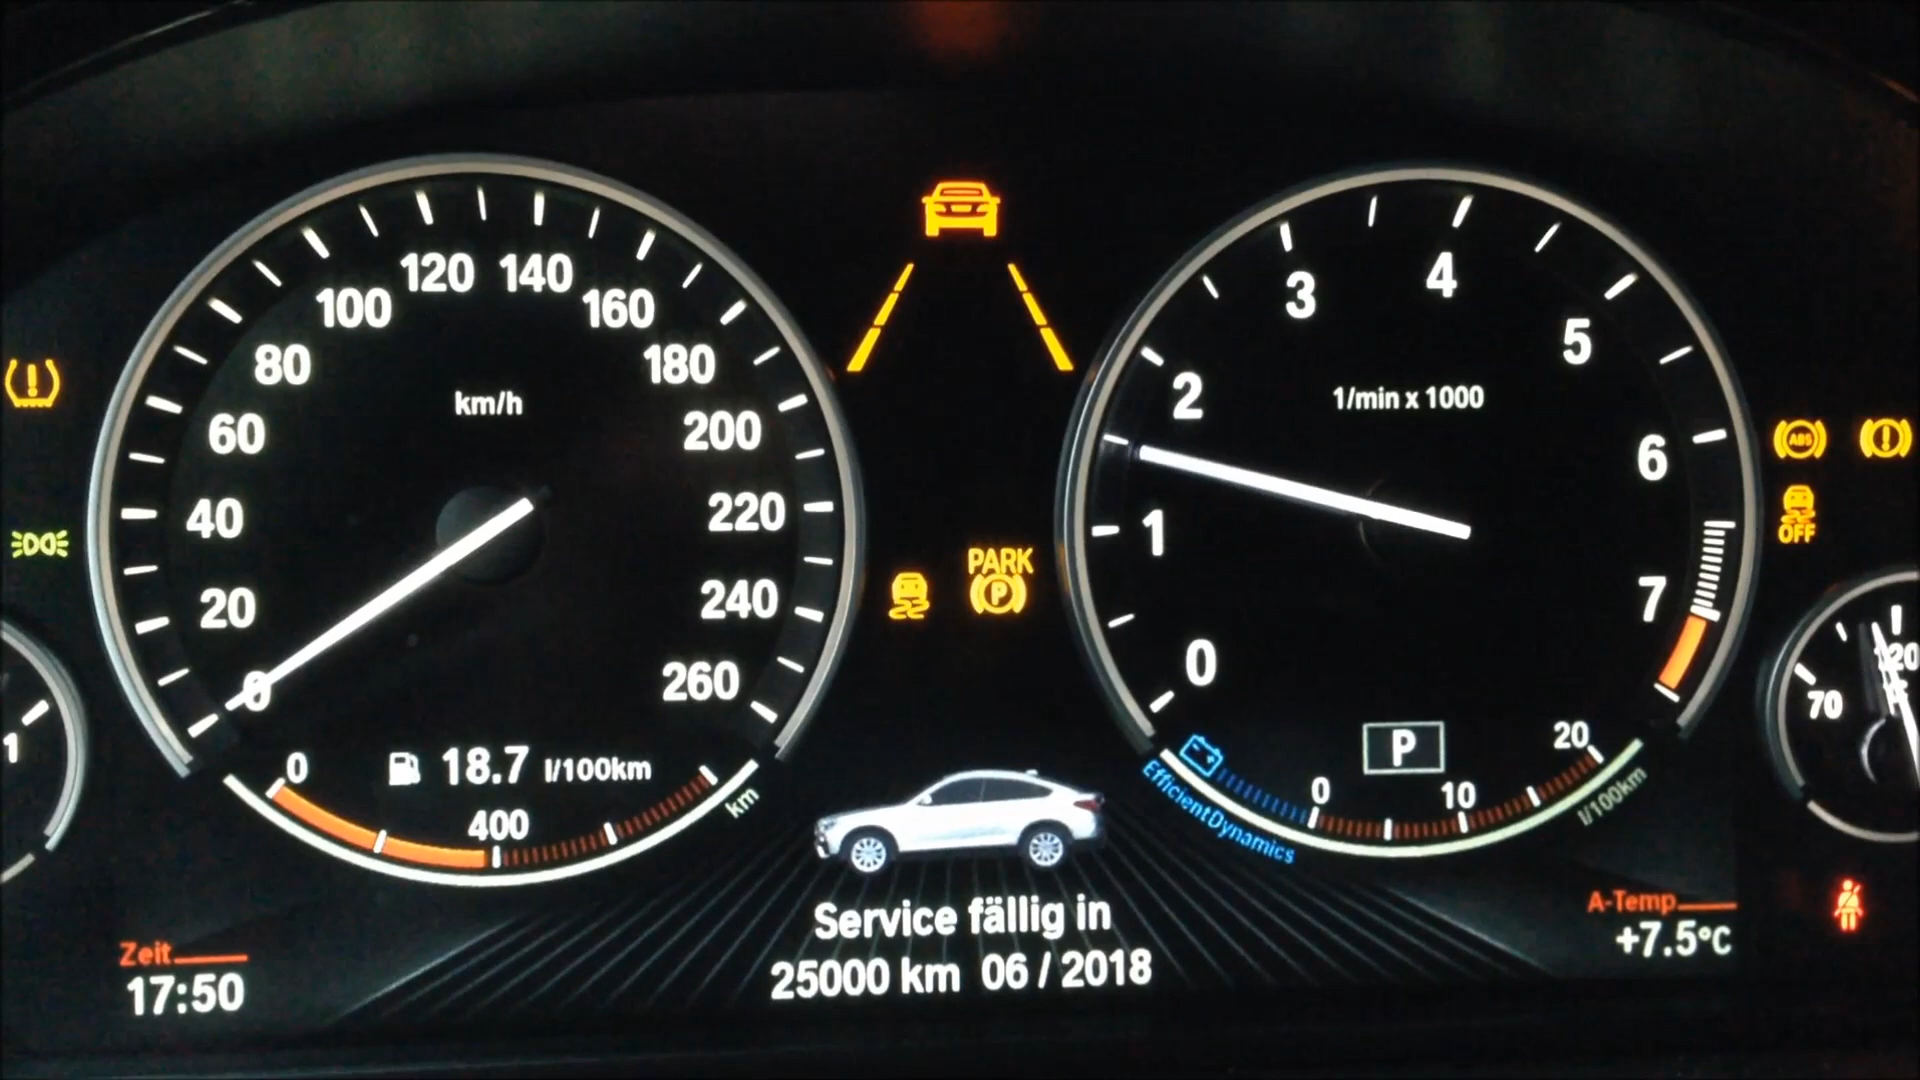 0
20
40
60
80
100
120
140
160
180
200
220
240
260
km/h
18.7 l/100km
0
400
km
1
Zeit
17:50
PARK
P
Service fällig in
25000 km 06 / 2018
0
1
2
3
4
5
6
7
1/min x 1000
P
0
10
20
l/100km
EfficientDynamics
ABS
OFF
70
120
A-Temp
+7.5°C